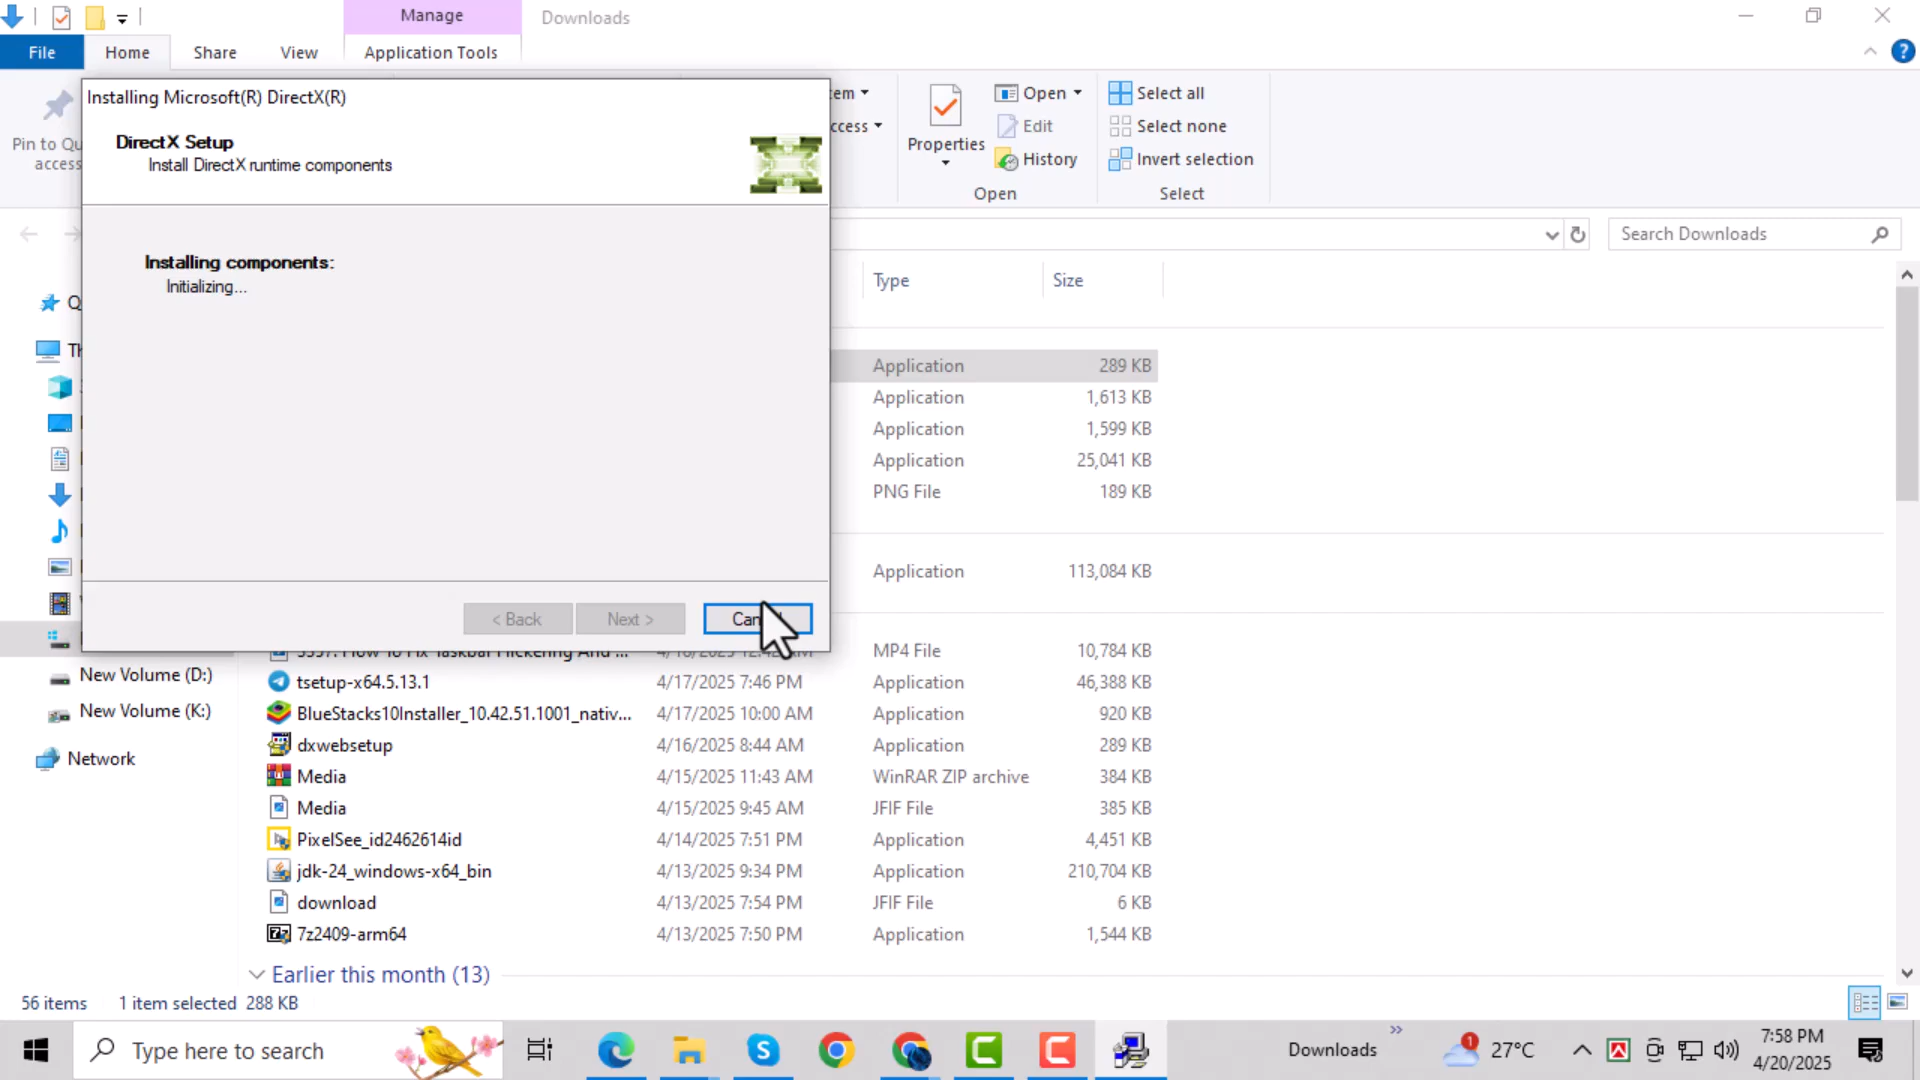 Manage
Downloads
File
Home
Share
View
Application Tools
Installing Microsoft(R) DirectX(R)
DirectX Setup
Install DirectX runtime components
Installing components:
Initializing...
< Back
Next >
Pin to Qu
access
Properties
Open
Edit
History
Open
Select all
Select none
Invert selection
Select
Search Downloads
Type
Size
Application 289 KB
Application 1,613 KB
Application 1,599 KB
Application 25,041 KB
PNG File 189 KB
Application 113,084 KB
MP4 File 10,784 KB
tsetup-x64.5.13.1 4/17/2025 7:46 PM Application 46,388 KB
BlueStacks10Installer_10.42.51.1001_nativ... 4/17/2025 10:00 AM Application 920 KB
dxwebsetup 4/16/2025 8:44 AM Application 289 KB
Media 4/15/2025 11:43 AM WinRAR ZIP archive 384 KB
Media 4/15/2025 9:45 AM JFIF File 385 KB
PixelSee_id2462614id 4/14/2025 7:51 PM Application 4,451 KB
jdk-24_windows-x64_bin 4/13/2025 9:34 PM Application 210,704 KB
download 4/13/2025 7:54 PM JFIF File 6 KB
7z2409-arm64 4/13/2025 7:50 PM Application 1,544 KB
Earlier this month (13)
New Volume (D:)
New Volume (K:)
Network
56 items 1 item selected 288 KB
Type here to search
Downloads
1
27°C
7:58 PM
4/20/2025